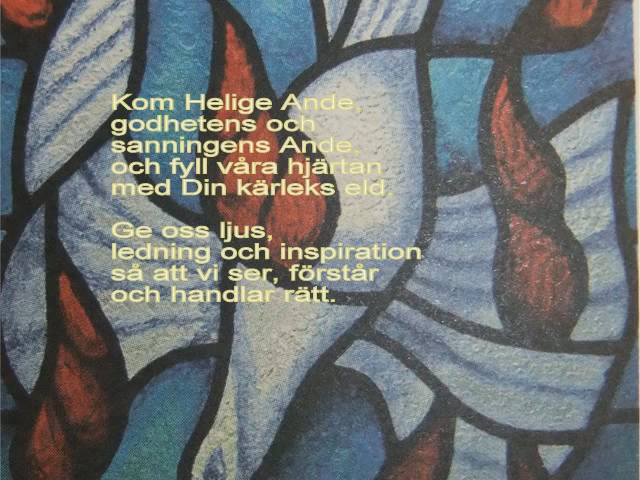 Kom Helige Ande,
godhetens och
sanningens Ande,
och fyll våra hjärtan
med Din kärleks eld.
Ge oss ljus,
ledning och inspiration
så att vi ser, förstår
och handlar rätt.